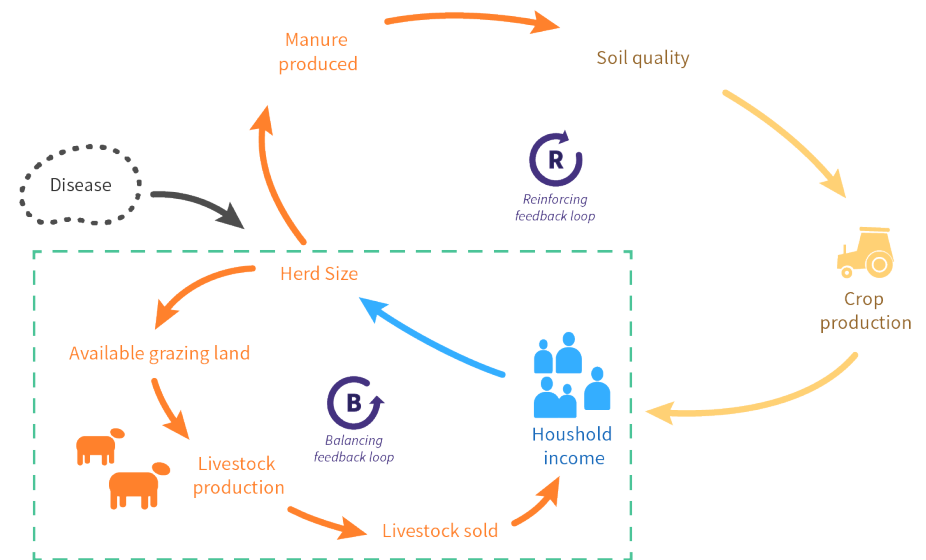 Manure
produced
Soil quality
Disease
R
Reinforcing
feedback loop
Herd Size
Crop
production
Available grazing land
B
Balancing
feedback loop
Houshold
income
Livestock
production
Livestock sold